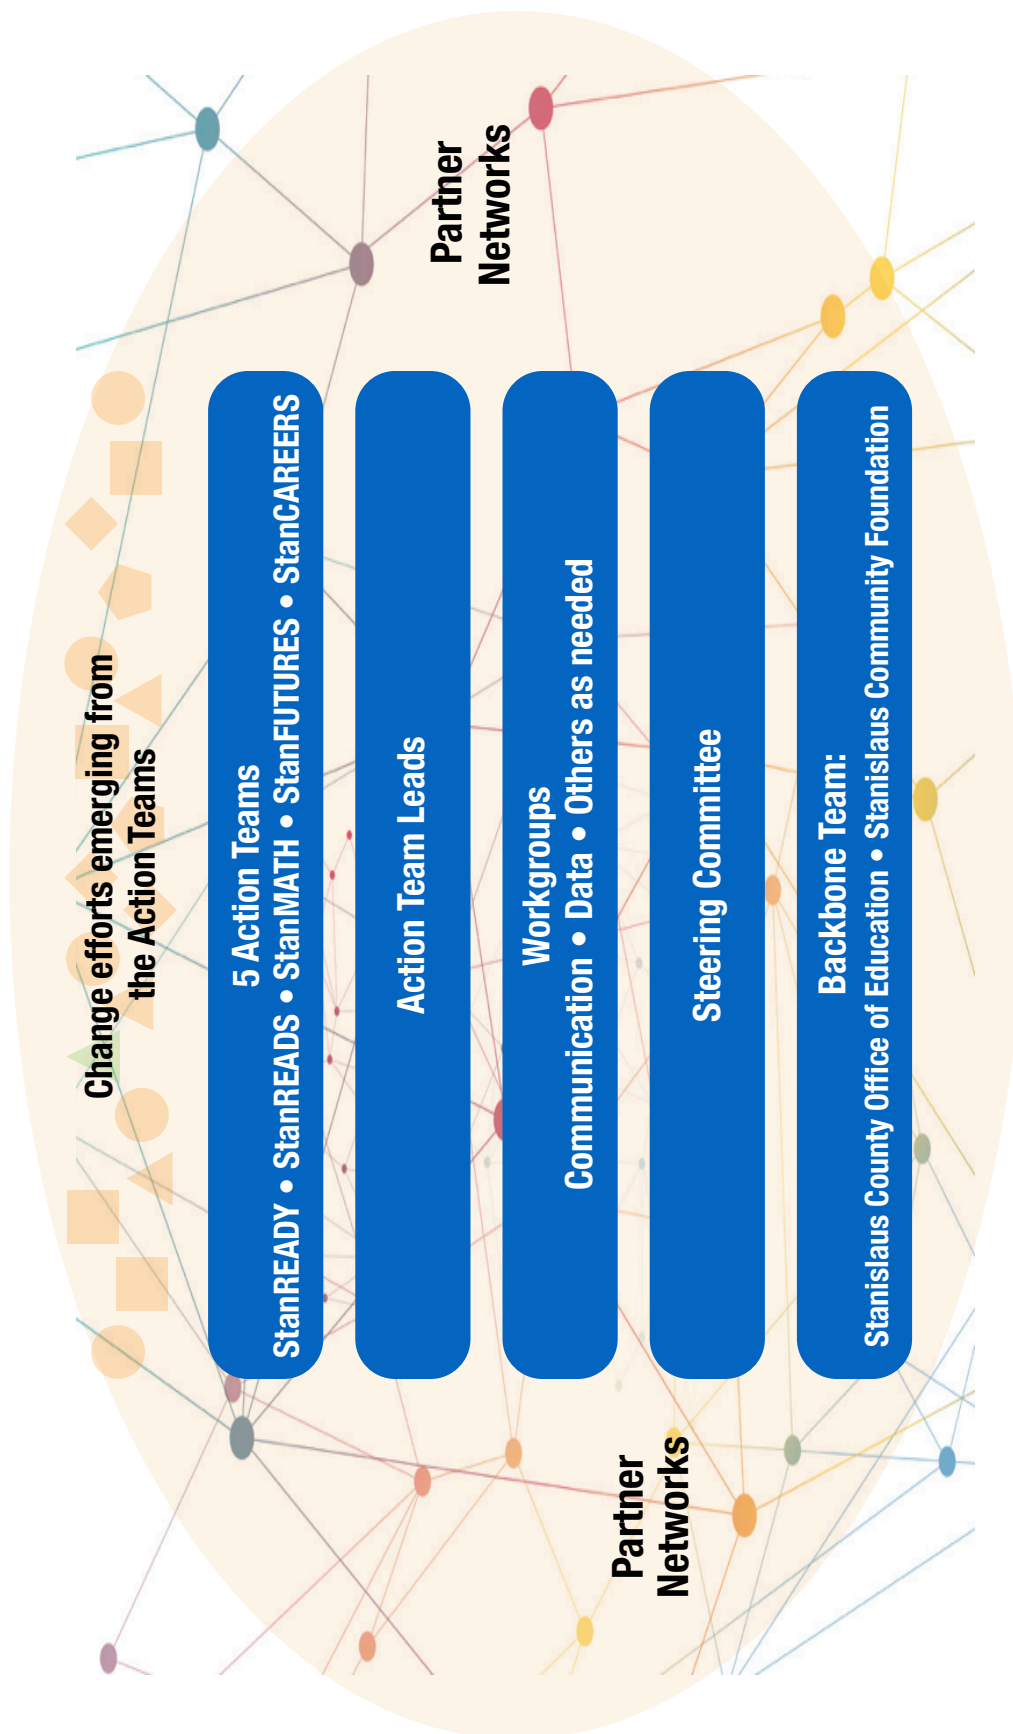 Change efforts emerging from
the Action Teams
5 Action Teams
StanREADY • StanREADS • StanMATH • StanFUTURES • StanCAREERS
Action Team Leads
Partner
Networks
Workgroups
Communication • Data • Others as needed
Partner
Networks
Steering Committee
Backbone Team:
Stanislaus County Office of Education • Stanislaus Community Foundation